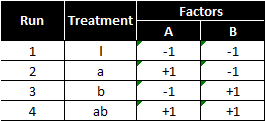 Run Treatment Factors
A B
1 I -1 -1
2 a +1 -1
3 b -1 +1
4 ab +1 +1